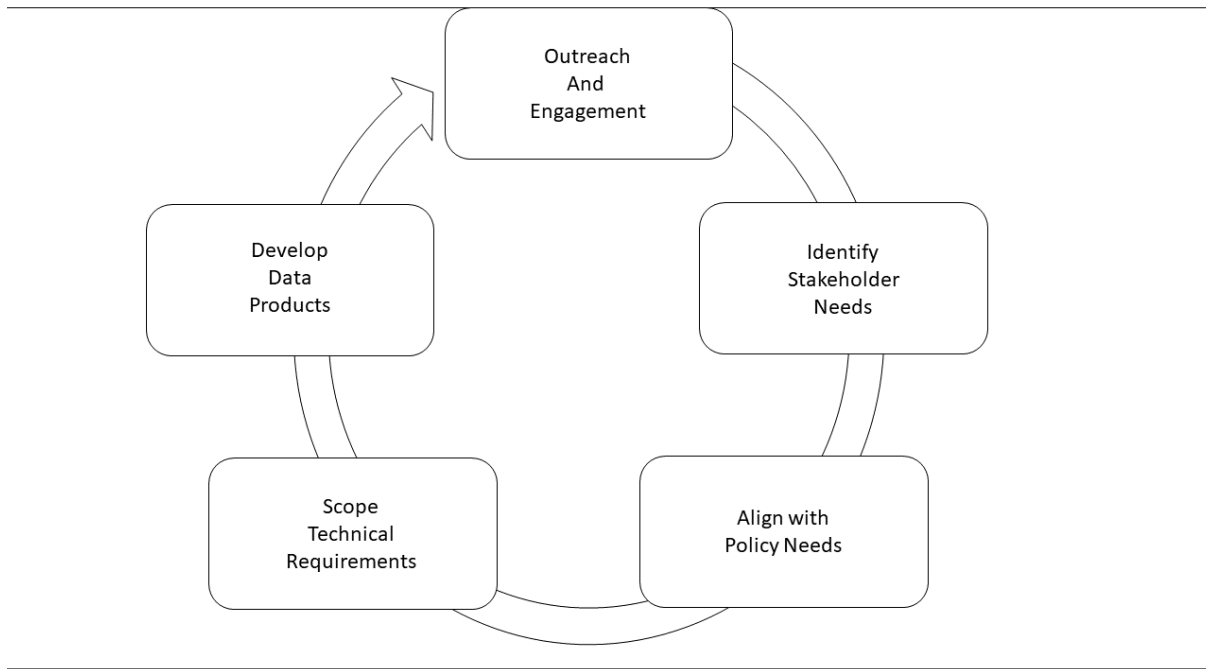 Outreach
And
Engagement
Identify
Stakeholder
Needs
Align with
Policy Needs
Scope
Technical
Requirements
Develop
Data
Products